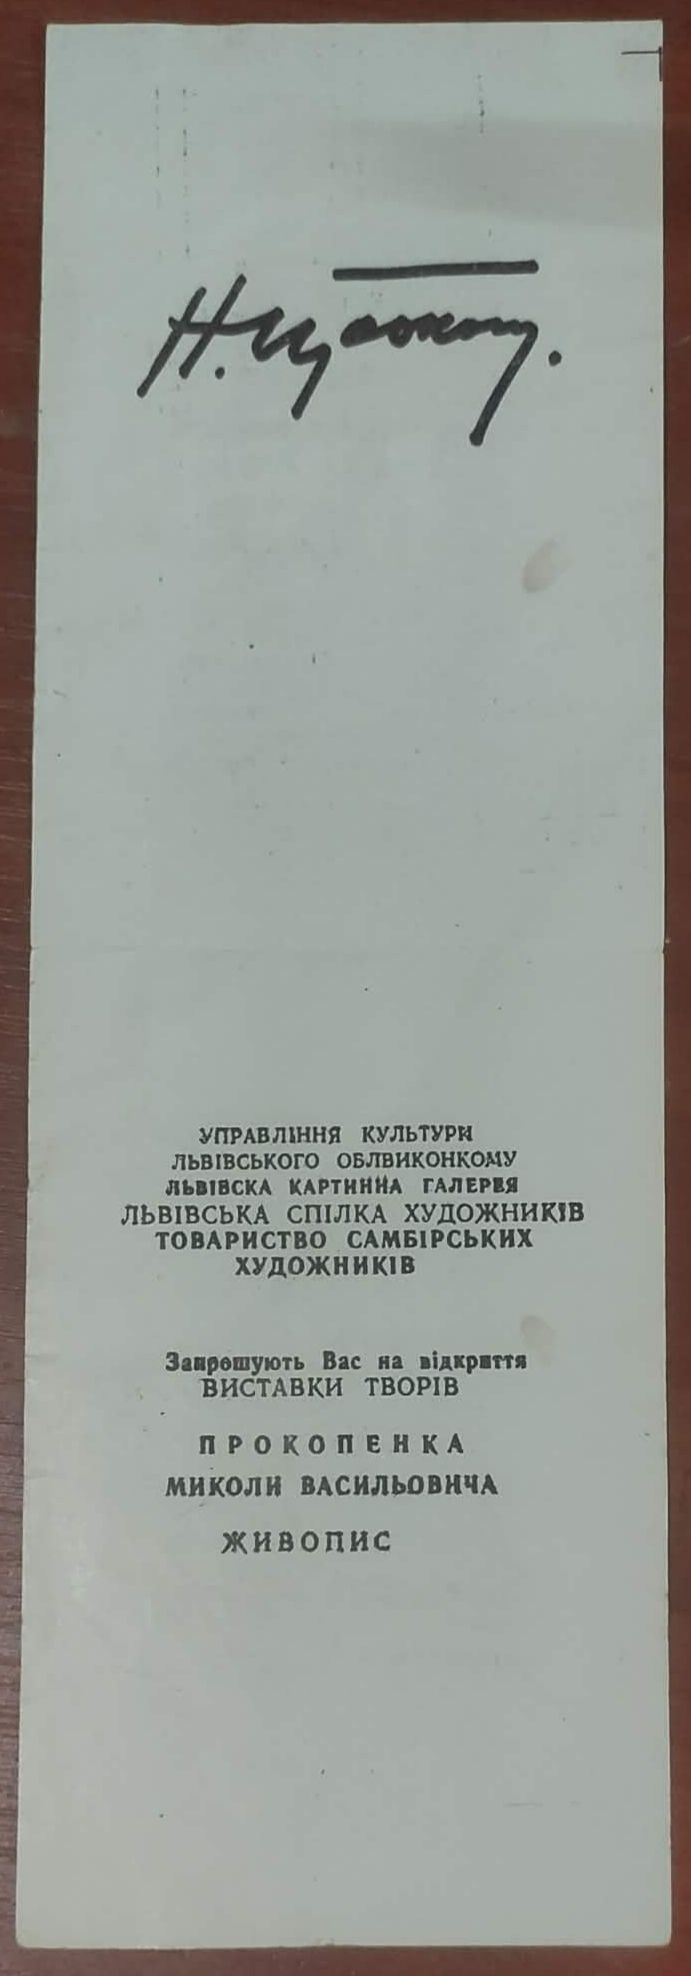 УПРАВЛІННЯ КУЛЬТУРИ
ЛЬВІВСЬКОГО ОБЛВИКОНКОМУ
ЛЬВІВСКА КАРТИННА ГАЛЕРЕЯ
ЛЬВІВСЬКА СПІЛКА ХУДОЖНИКІВ
ТОВАРИСТВО САМБІРСЬКИХ
ХУДОЖНИКІВ
Запрошують Вас на відкриття
ВИСТАВКИ ТВОРІВ
ПРОКОПЕНКА
МИКОЛИ ВАСИЛЬОВИЧА
ЖИВОПИС